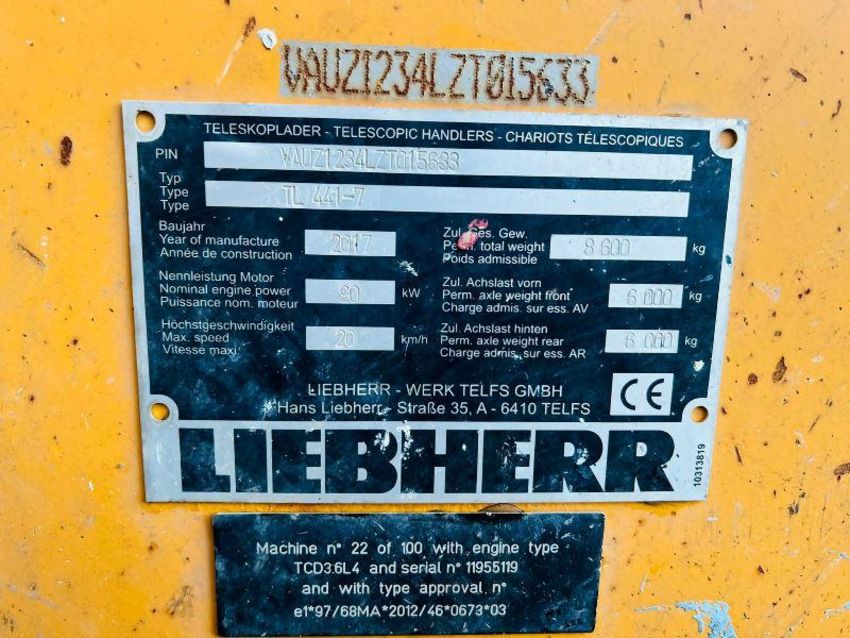 VAUZ1234LZT015633
TELESKOPLADER - TELESCOPIC HANDLERS - CHARIOTS TÉLESCOPIQUES
PIN VAUZ1234LZT015633
Typ
Type TL 441-7
Type
Baujahr
Year of manufacture 2017
Année de construction
Zul. Ges. Gew.
Perm. total weight 8 600 kg
Poids admissible
Nennleistung Motor
Nominal engine power 90 kW
Puissance nom. moteur
Zul. Achslast vorn
Perm. axle weight front 6 000 kg
Charge admis. sur ess. AV
Höchstgeschwindigkeit
Max. speed 20 km/h
Vitesse maxi
Zul. Achslast hinten
Perm. axle weight rear 6 000 kg
Charge admis. sur ess. AR
LIEBHERR - WERK TELFS GMBH
Hans Liebherr - Straße 35, A - 6410 TELFS
CE
LIEBHERR
10313819
Machine n° 22 of 100 with engine type
TCD3.6L4 and serial n° 11955119
and with type approval n°
e1*97/68MA*2012/46*0673*03